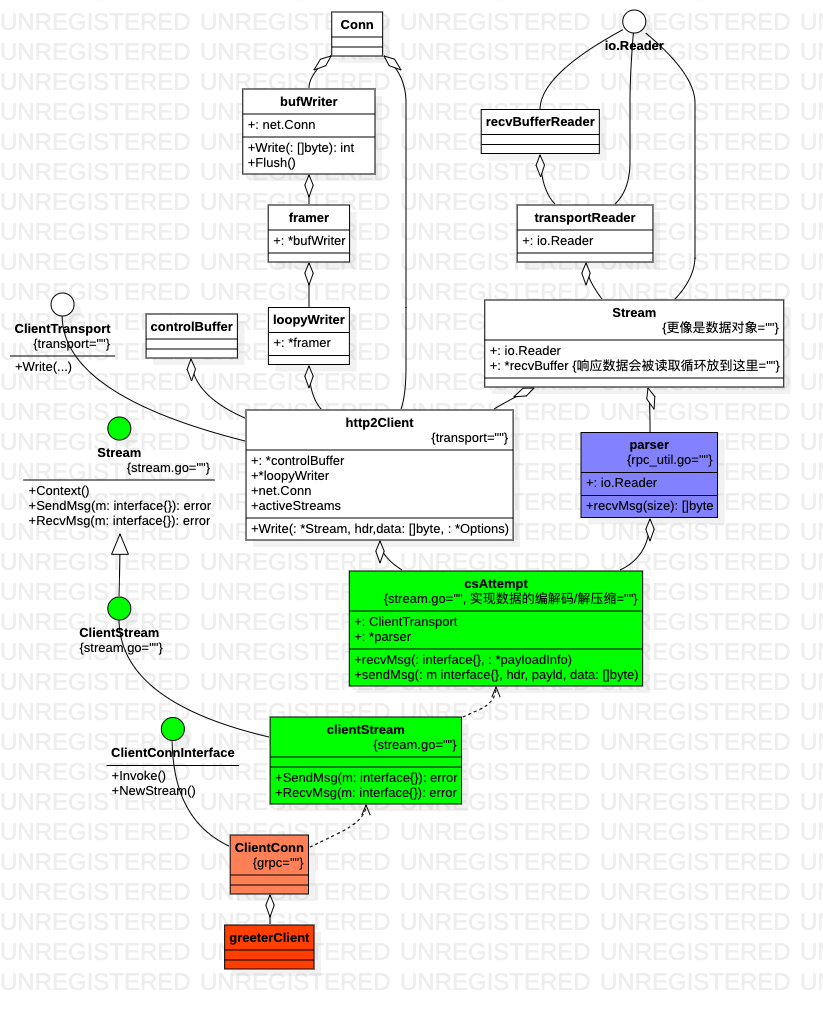 Conn
io.Reader
bufWriter
+: net.Conn
+Write(: []byte): int
+Flush()
recvBufferReader
framer
+: *bufWriter
transportReader
+: io.Reader
ClientTransport
{transport=""}
+Write(...)
controlBuffer
loopyWriter
+: *framer
Stream
{更像是数据对象=""}
+: io.Reader
+: *recvBuffer {响应数据会被读取循环放到这里=""}
http2Client
{transport=""}
+: *controlBuffer
+*loopyWriter
+net.Conn
+activeStreams
+Write(: *Stream, hdr,data: []byte, : *Options)
parser
{rpc_util.go=""}
+: io.Reader
+recvMsg(size): []byte
Stream
{stream.go=""}
+Context()
+SendMsg(m: interface{}): error
+RecvMsg(m: interface{}): error
csAttempt
{stream.go="", 实现数据的编解码/解压缩=""}
+: ClientTransport
+: *parser
+recvMsg(: interface{}, : *payloadInfo)
+sendMsg(: m interface{}, hdr, payld, data: []byte)
ClientStream
{stream.go=""}
clientStream
{stream.go=""}
+SendMsg(m: interface{}): error
+RecvMsg(m: interface{}): error
ClientConnInterface
+Invoke()
+NewStream()
ClientConn
{grpc=""}
greeterClient
UNREGISTERED